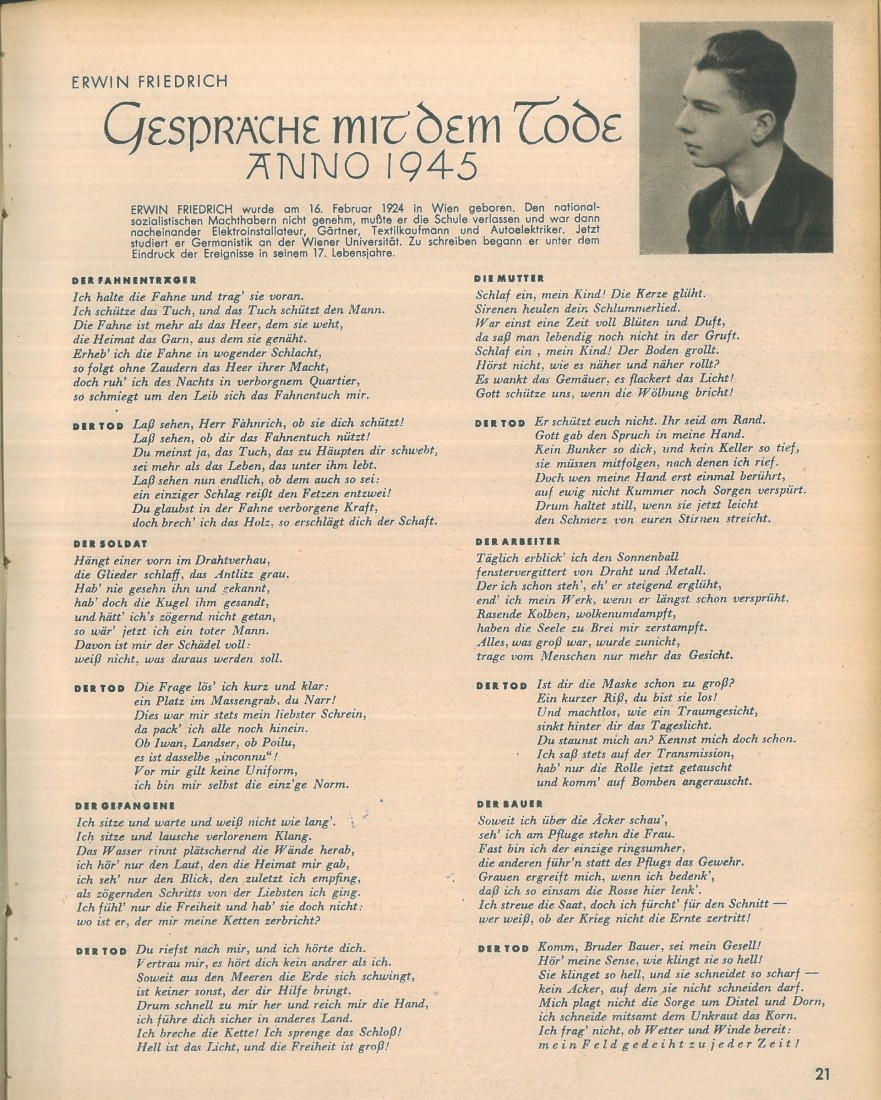 ERWIN FRIEDRICH
GESPRÄCHE MIT DEM TODE
ANNO 1945
ERWIN FRIEDRICH wurde am 16. Februar 1924 in Wien geboren. Den national-
sozialistischen Machthabern nicht genehm, mußte er die Schule verlassen und war dann
nacheinander Elektroinstallateur, Gärtner, Textilkaufmann und Autoelektriker. Jetzt
studiert er Germanistik an der Wiener Universität. Zu schreiben begann er unter dem
Eindruck der Ereignisse in seinem 17. Lebensjahre.
DER FAHNENTRÄGER
Ich halte die Fahne und trag' sie voran.
Ich schütze das Tuch, und das Tuch schützt den Mann.
Die Fahne ist mehr als das Heer, dem sie weht,
die Heimat das Garn, aus dem sie genäht.
Erheb' ich die Fahne in wogender Schlacht,
so folgt ohne Zaudern das Heer ihrer Macht,
doch ruh' ich des Nachts in verborgnem Quartier,
so schmiegt um den Leib sich das Fahnentuch mir.
DER TOD Laß sehen, Herr Fähnrich, ob sie dich schützt!
Laß sehen, ob dir das Fahnentuch nützt!
Du meinst ja, das Tuch, das zu Häupten dir schwebt,
sei mehr als das Leben, das unter ihm lebt.
Laß sehen nun endlich, ob dem auch so sei:
ein einziger Schlag reißt den Fetzen entzwei!
Du glaubst in der Fahne verborgene Kraft,
doch brech' ich das Holz, so erschlägt dich der Schaft.
DER SOLDAT
Hängt einer vorn im Drahtverhau,
die Glieder schlaff, das Antlitz grau.
Hab' nie gesehn ihn und gekannt,
hab' doch die Kugel ihm gesandt,
und hätt' ich's zögernd nicht getan,
so wär' jetzt ich ein toter Mann.
Davon ist mir der Schädel voll:
weiß nicht, was daraus werden soll.
DER TOD Die Frage lös' ich kurz und klar:
ein Platz im Massengrab, du Narr!
Dies war mir stets mein liebster Schrein,
da pack' ich alle noch hinein.
Ob Iwan, Landser, ob Poilu,
es ist dasselbe „inconnu“!
Vor mir gilt keine Uniform,
ich bin mir selbst die einz'ge Norm.
DER GEFANGENE
Ich sitze und warte und weiß nicht wie lang'.
Ich sitze und lausche verlorenem Klang.
Das Wasser rinnt plätschernd die Wände herab,
ich hör' nur den Laut, den die Heimat mir gab,
ich seh' nur den Blick, den zuletzt ich empfing,
als zögernden Schritts von der Liebsten ich ging.
Ich fühl' nur die Freiheit und hab' sie doch nicht:
wo ist er, der mir meine Ketten zerbricht?
DER TOD Du riefst nach mir, und ich hörte dich.
Vertrau mir, es hört dich kein andrer als ich.
Soweit aus den Meeren die Erde sich schwingt,
ist keiner sonst, der dir Hilfe bringt.
Drum schnell zu mir her und reich mir die Hand,
ich führe dich sicher in anderes Land.
Ich breche die Kette! Ich sprenge das Schloß!
Hell ist das Licht, und die Freiheit ist groß!
DIE MUTTER
Schlaf ein, mein Kind! Die Kerze glüht.
Sirenen heulen dein Schlummerlied.
War einst eine Zeit voll Blüten und Duft,
da saß man lebendig noch nicht in der Gruft.
Schlaf ein , mein Kind! Der Boden grollt.
Hörst nicht, wie es näher und näher rollt?
Es wankt das Gemäuer, es flackert das Licht!
Gott schütze uns, wenn die Wölbung bricht!
DER TOD Er schützt euch nicht. Ihr seid am Rand.
Gott gab den Spruch in meine Hand.
Kein Bunker so dick, und kein Keller so tief,
sie müssen mitfolgen, nach denen ich rief.
Doch wen meine Hand erst einmal berührt,
auf ewig nicht Kummer noch Sorgen verspürt.
Drum haltet still, wenn sie jetzt leicht
den Schmerz von euren Stirnen streicht.
DER ARBEITER
Täglich erblick' ich den Sonnenball
fenstervergittert von Draht und Metall.
Der ich schon steh', eh' er steigend erglüht,
end' ich mein Werk, wenn er längst schon versprüht.
Rasende Kolben, wolkenumdampft,
haben die Seele zu Brei mir zerstampft.
Alles, was groß war, wurde zunicht,
trage vom Menschen nur mehr das Gesicht.
DER TOD Ist dir die Maske schon zu groß?
Ein kurzer Riß, du bist sie los!
Und machtlos, wie ein Traumgesicht,
sinkt hinter dir das Tageslicht.
Du staunst mich an? Kennst mich doch schon.
Ich saß stets auf der Transmission,
hab' nur die Rolle jetzt getauscht
und komm' auf Bomben angerauscht.
DER BAUER
Soweit ich über die Äcker schau',
seh' ich am Pfluge stehn die Frau.
Fast bin ich der einzige ringsumher,
die anderen führ'n statt des Pflugs das Gewehr.
Grauen ergreift mich, wenn ich bedenk',
daß ich so einsam die Rosse hier lenk'.
Ich streue die Saat, doch ich fürcht' für den Schnitt —
wer weiß, ob der Krieg nicht die Ernte zertritt!
DER TOD Komm, Bruder Bauer, sei mein Gesell!
Hör' meine Sense, wie klingt sie so hell!
Sie klinget so hell, und sie schneidet so scharf —
kein Acker, auf dem sie nicht schneiden darf.
Mich plagt nicht die Sorge um Distel und Dorn,
ich schneide mitsamt dem Unkraut das Korn.
Ich frag' nicht, ob Wetter und Winde bereit:
mein Feld gedeiht zu jeder Zeit!
21